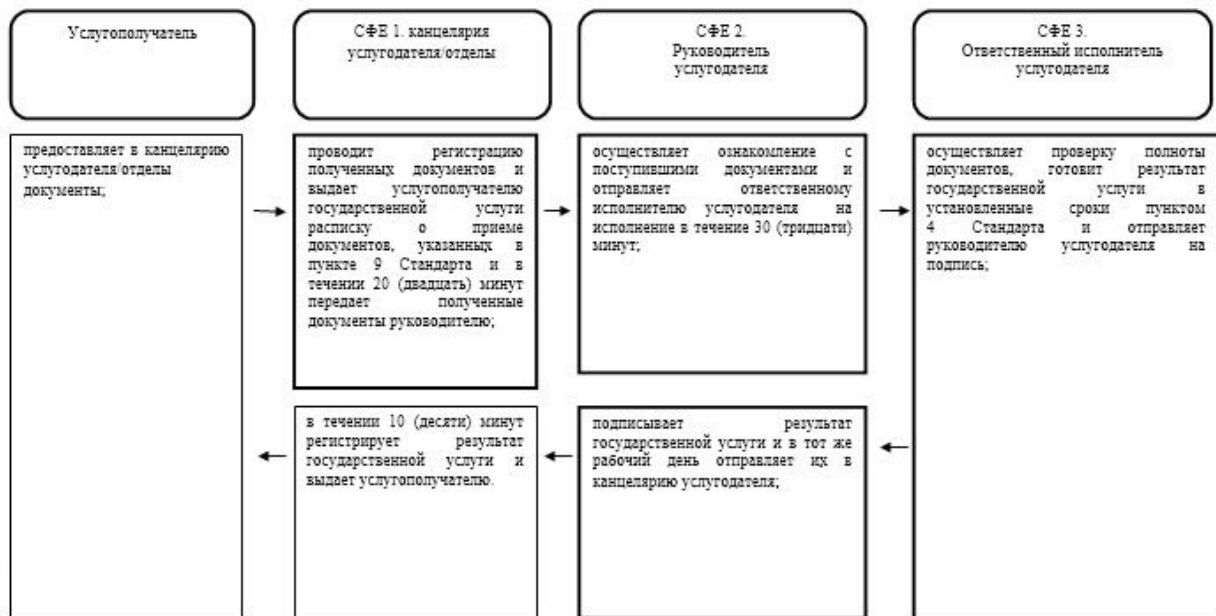 Услугополучатель
СФЕ 1. канцелярия
услугодателя/отделы
СФЕ 2.
Руководитель
услугодателя
СФЕ 3.
Ответственный исполнитель
услугодателя
предоставляет в канцелярию
услугодателя/отделы
документы;
проводит регистрацию
полученных документов и
выдает услугополучателю
государственной услуги
расписку о приеме
документов, указанных в
пункте 9 Стандарта и в
течении 20 (двадцать) минут
передает полученные
документы руководителю;
осуществляет ознакомление с
поступившими документами и
отправляет ответственному
исполнителю услугодателя на
исполнение в течение 30 (тридцати)
минут;
осуществляет проверку полноты
документов, готовит результат
государственной услуги в
установленные сроки пунктом
4 Стандарта и отправляет
руководителю услугодателя на
подпись;
в течении 10 (десяти) минут
регистрирует результат
государственной услуги и
выдает услугополучателю.
подписывает результат
государственной услуги и в тот же
рабочий день отправляет их в
канцелярию услугодателя;